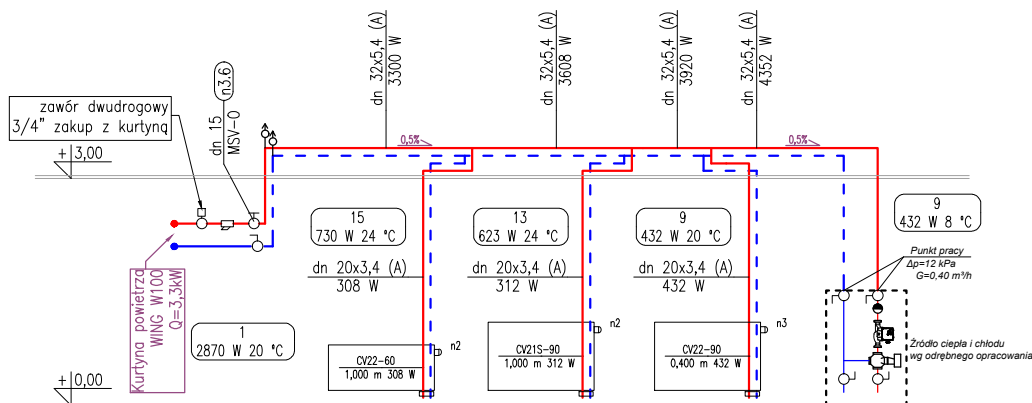 dn 32x5,4 (A)
3300 W
dn 32x5,4 (A)
3608 W
dn 32x5,4 (A)
3920 W
dn 32x5,4 (A)
4352 W
zawór dwudrogowy
3/4" zakup z kurtyną
n3.6
dn 15
MSV-O
0,5%
0,5%
+ 3,00
15
730 W 24 °C
13
623 W 24 °C
9
432 W 20 °C
9
432 W 8 °C
dn 20x3,4 (A)
308 W
dn 20x3,4 (A)
312 W
dn 20x3,4 (A)
432 W
Punkt pracy
Δp=12 kPa
G=0,40 m³/h
Kurtyna powietrza
WING W100
Q=3,3kW
1
2870 W 20 °C
n2
n2
n3
CV22-60
1,000 m 308 W
CV21S-90
1,000 m 312 W
CV22-90
0,400 m 432 W
Źródło ciepła i chłodu
wg odrębnego opracowania
+ 0,00